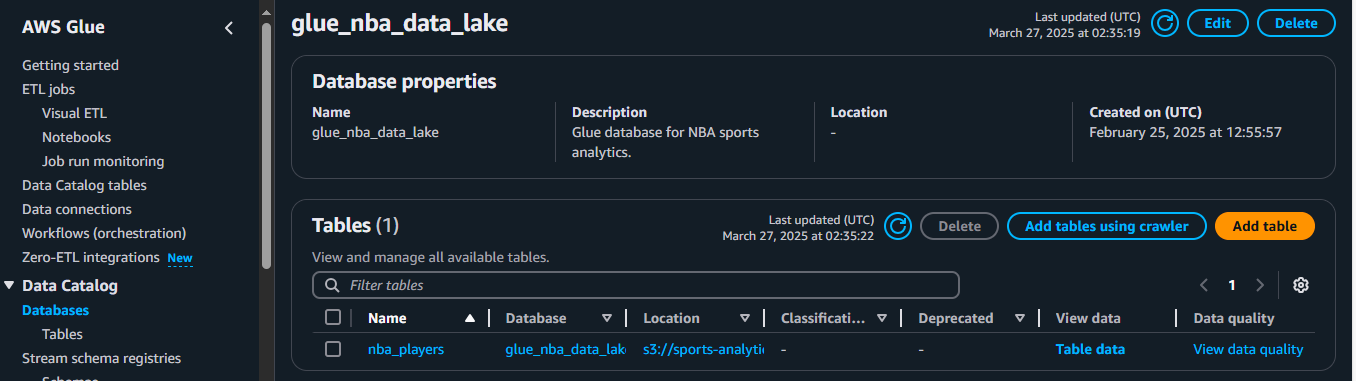 AWS Glue
Getting started
ETL jobs
Visual ETL
Notebooks
Job run monitoring
Data Catalog tables
Data connections
Workflows (orchestration)
Zero-ETL integrations New
Data Catalog
Databases
Tables
Stream schema registries
Schemas
glue_nba_data_lake
Last updated (UTC)
March 27, 2025 at 02:35:19
Edit
Delete
Database properties
Name
glue_nba_data_lake
Description
Glue database for NBA sports
analytics.
Location
-
Created on (UTC)
February 25, 2025 at 12:55:57
Tables (1)
Last updated (UTC)
March 27, 2025 at 02:35:22
Delete
Add tables using crawler
Add table
View and manage all available tables.
Filter tables
1
Name Database Location Classificati... Deprecated View data Data quality
nba_players glue_nba_data_lak s3://sports-analytic - - Table data View data quality